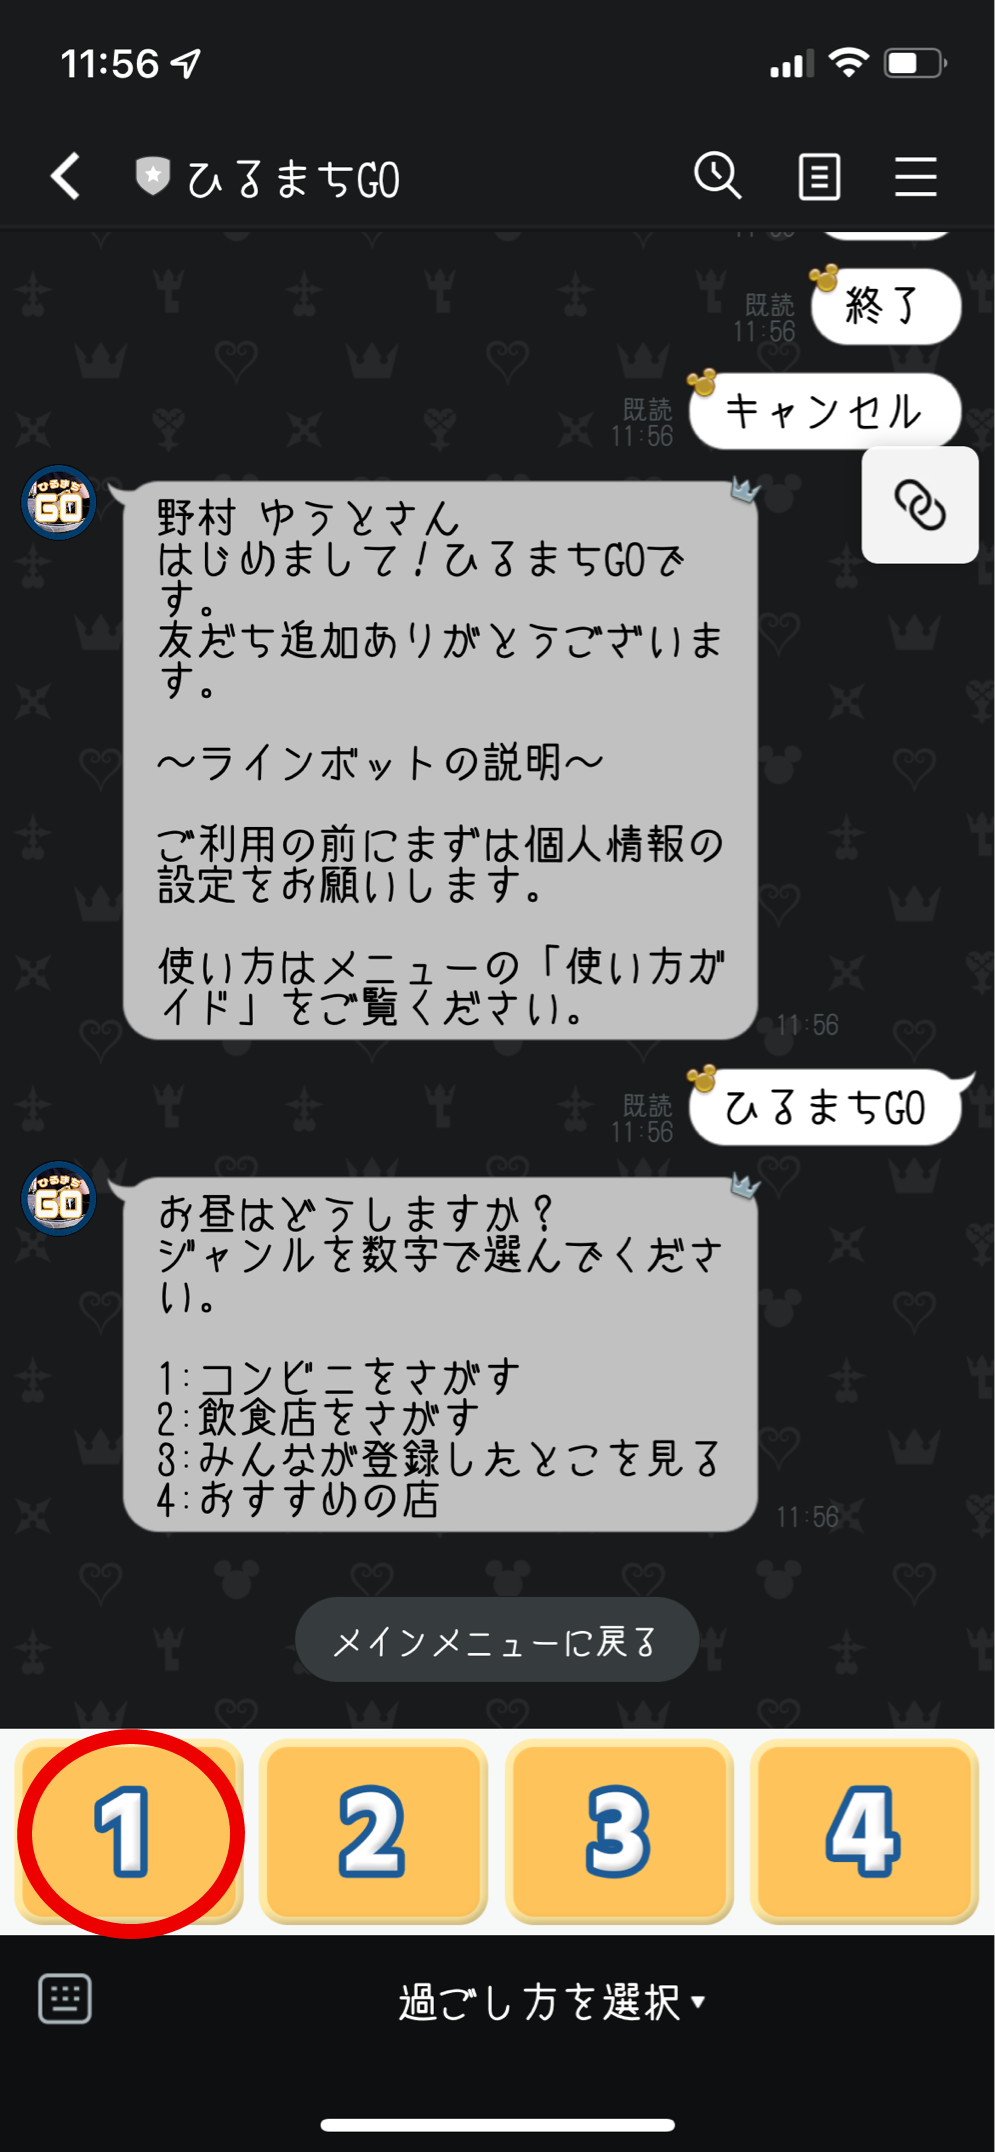 11:56
ひるまちGO
終了
既読
11:56
キャンセル
既読
11:56
ひるまち
GO
野村 ゆうとさん
はじめまして！ひるまちGOで
す。
友だち追加ありがとうございま
す。
〜ラインボットの説明〜
ご利用の前にまずは個人情報の
設定をお願いします。
使い方はメニューの「使い方ガ
イド」をご覧ください。
11:56
ひるまちGO
既読
11:56
ひるまち
GO
お昼はどうしますか？
ジャンルを数字で選んでくださ
い。
1:コンビニをさがす
2:飲食店をさがす
3:みんなが登録したとこを見る
4:おすすめの店
11:56
メインメニューに戻る
1 2 3 4
過ごし方を選択▼